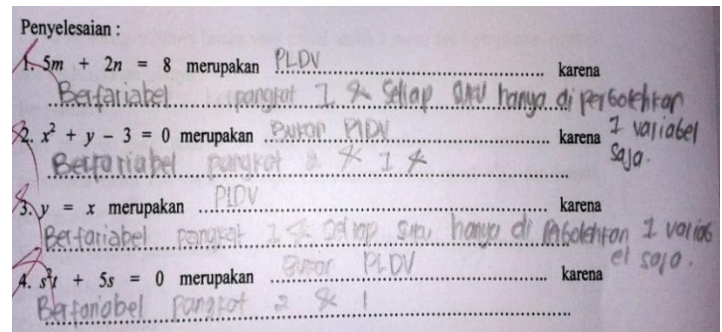 Penyelesaian :
1. 5m + 2n = 8 merupakan PLDV karena
Berfariabel pangkat 1 & Setiap suku hanya di perbolehkan 1 variabel saja.
2. x² + y – 3 = 0 merupakan Bukan PLDV karena
Berfariabel pangkat 2 & 1
3. y = x merupakan PLDV karena
Berfariabel pangkat 1 & setiap suku hanya di perbolehkan 1 variabel saja.
4. s²t + 5s = 0 merupakan Bukan PLDV karena
Berfariabel pangkat 2 & 1